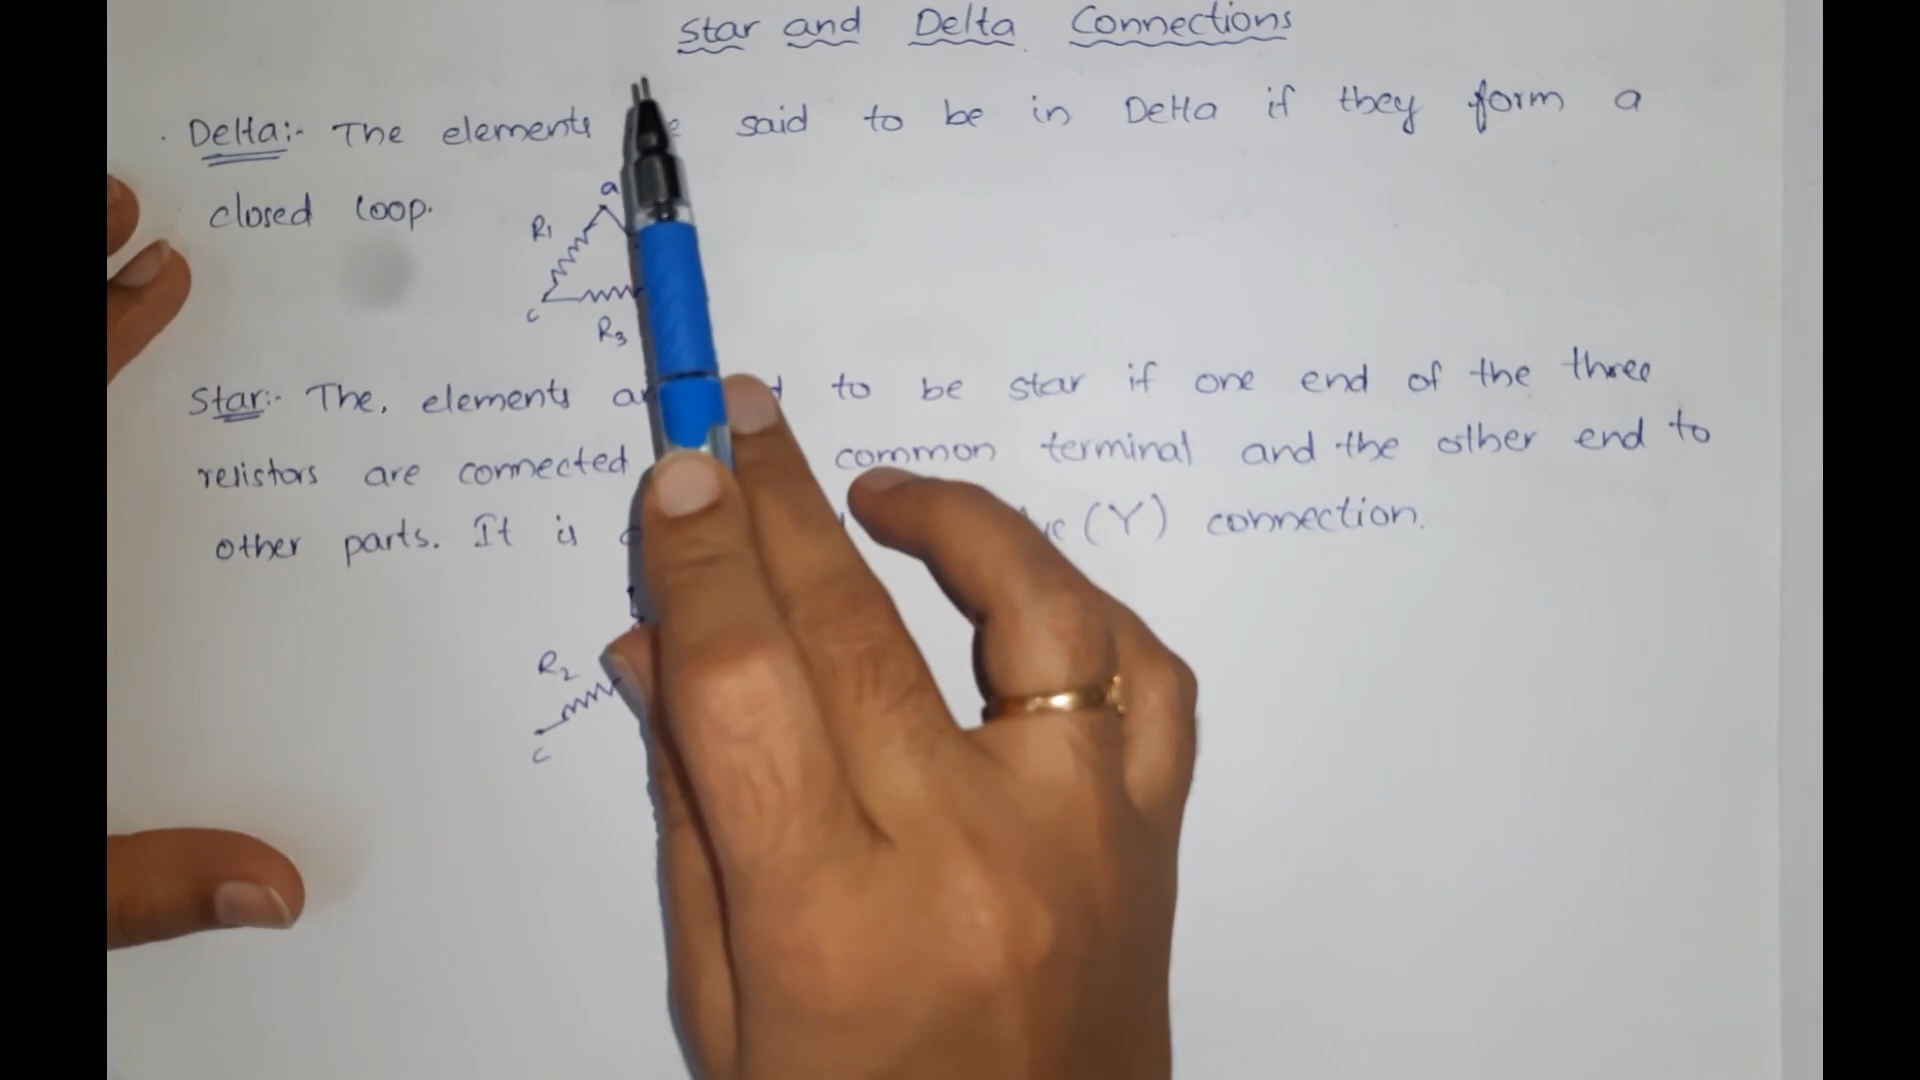 Star and Delta Connections
Delta:- The elements said to be in Delta if they form a
closed loop.
a
R1
c
R3
Star:- The, elements to be star if one end of the three
resistors are connected common terminal and the other end to
other parts. It is (Y) connection.
R2
c